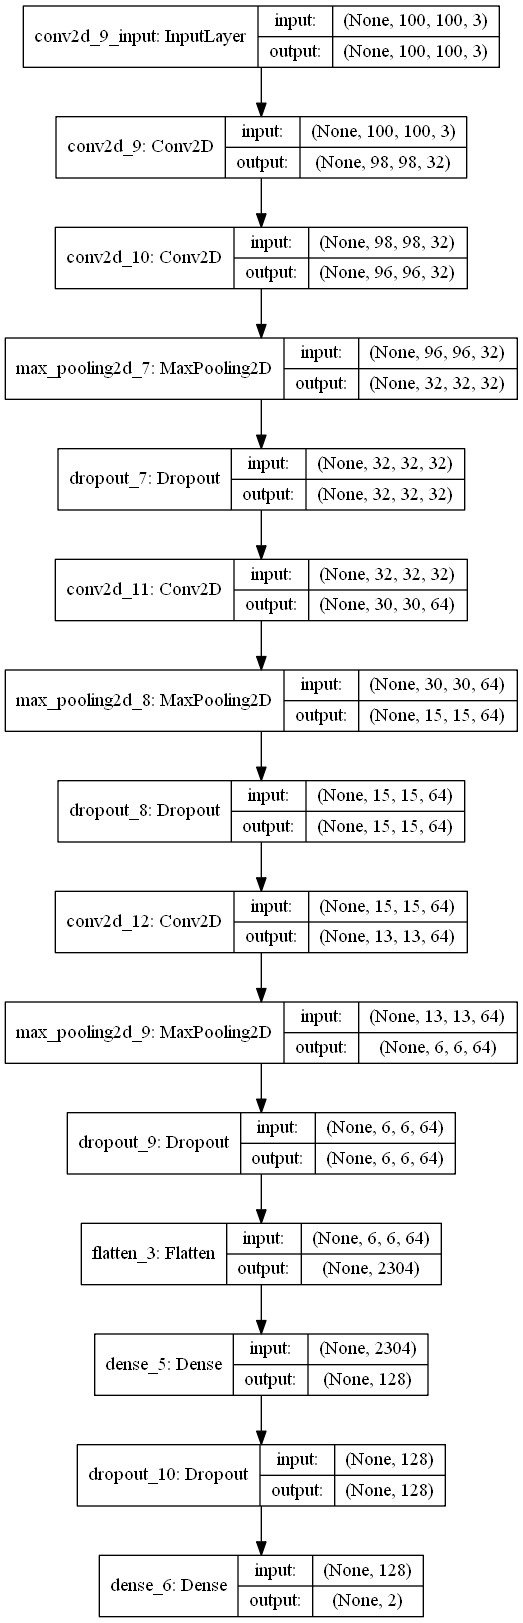 conv2d_9_input: InputLayer
input: (None, 100, 100, 3)
output: (None, 100, 100, 3)
conv2d_9: Conv2D
input: (None, 100, 100, 3)
output: (None, 98, 98, 32)
conv2d_10: Conv2D
input: (None, 98, 98, 32)
output: (None, 96, 96, 32)
max_pooling2d_7: MaxPooling2D
input: (None, 96, 96, 32)
output: (None, 32, 32, 32)
dropout_7: Dropout
input: (None, 32, 32, 32)
output: (None, 32, 32, 32)
conv2d_11: Conv2D
input: (None, 32, 32, 32)
output: (None, 30, 30, 64)
max_pooling2d_8: MaxPooling2D
input: (None, 30, 30, 64)
output: (None, 15, 15, 64)
dropout_8: Dropout
input: (None, 15, 15, 64)
output: (None, 15, 15, 64)
conv2d_12: Conv2D
input: (None, 15, 15, 64)
output: (None, 13, 13, 64)
max_pooling2d_9: MaxPooling2D
input: (None, 13, 13, 64)
output: (None, 6, 6, 64)
dropout_9: Dropout
input: (None, 6, 6, 64)
output: (None, 6, 6, 64)
flatten_3: Flatten
input: (None, 6, 6, 64)
output: (None, 2304)
dense_5: Dense
input: (None, 2304)
output: (None, 128)
dropout_10: Dropout
input: (None, 128)
output: (None, 128)
dense_6: Dense
input: (None, 128)
output: (None, 2)